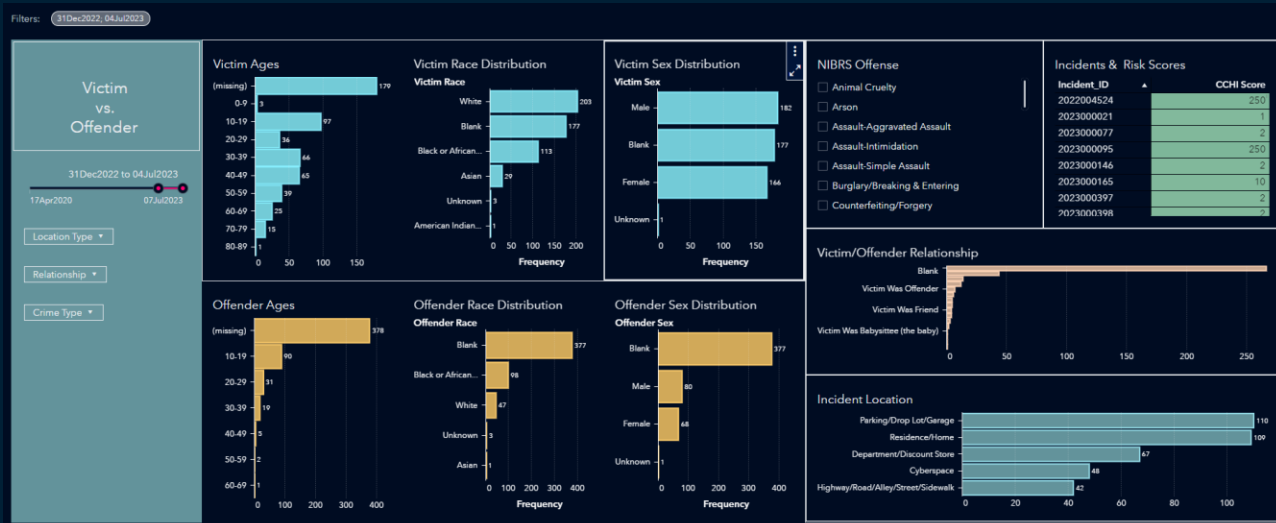 Filters: 31Dec2022, 04Jul2023
Victim
vs.
Offender
31Dec2022 to 04Jul2023
17Apr2020 07Jul2023
Location Type ▼
Relationship ▼
Crime Type ▼
Victim Ages
(missing) 179
0-9 3
10-19 97
20-29 36
30-39 66
40-49 65
50-59 39
60-69 25
70-79 15
80-89 1
0 50 100 150
Victim Race Distribution
Victim Race
White 203
Blank 177
Black or African... 113
Asian 29
Unknown 3
American Indian... 1
0 50 100 150 200
Frequency
Victim Sex Distribution
Victim Sex
Male 182
Blank 177
Female 166
Unknown 1
0 50 100 150
Frequency
NIBRS Offense
Animal Cruelty
Arson
Assault-Aggravated Assault
Assault-Intimidation
Assault-Simple Assault
Burglary/Breaking & Entering
Counterfeiting/Forgery
Incidents & Risk Scores
Incident_ID ▲ CCHI Score
2022004524 250
2023000021 1
2023000077 2
2023000095 250
2023000146 2
2023000165 10
2023000397 2
2023000398 2
Offender Ages
(missing) 378
10-19 90
20-29 31
30-39 19
40-49 5
50-59 2
60-69 1
0 100 200 300 400
Offender Race Distribution
Offender Race
Blank 377
Black or African... 98
White 47
Unknown 3
Asian 1
0 100 200 300 400
Frequency
Offender Sex Distribution
Offender Sex
Blank 377
Male 80
Female 68
Unknown 1
0 100 200 300 400
Frequency
Victim/Offender Relationship
Blank
Victim Was Offender
Victim Was Friend
Victim Was Babysittee (the baby)
0 50 100 150 200 250
Incident Location
Parking/Drop Lot/Garage 110
Residence/Home 109
Department/Discount Store 67
Cyberspace 48
Highway/Road/Alley/Street/Sidewalk 42
0 20 40 60 80 100